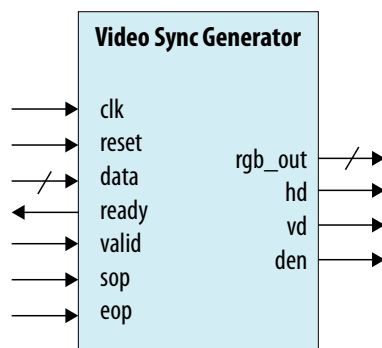 Video Sync Generator
clk
reset
data
ready
valid
sop
eop
rgb_out
hd
vd
den